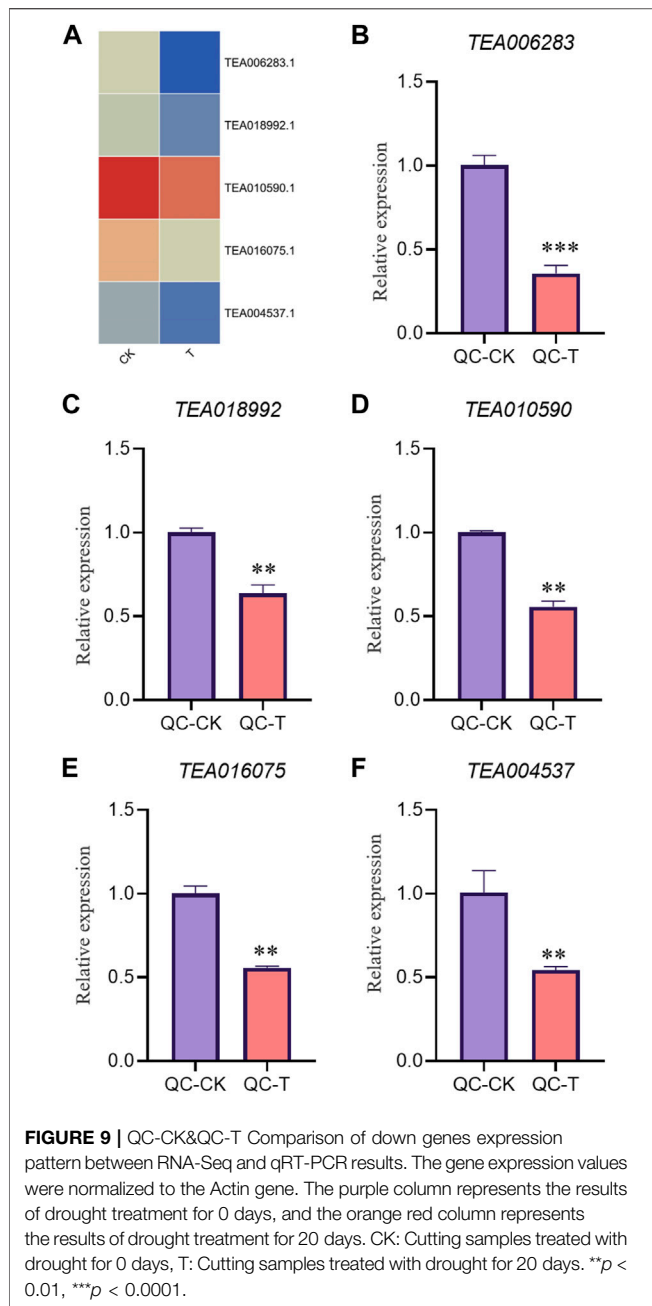 A
TEA006283.1
TEA018992.1
TEA010590.1
TEA016075.1
TEA004537.1
CK
T
B
TEA006283
Relative expression
1.5
1.0
0.5
0.0
***
QC-CK
QC-T
C
TEA018992
Relative expression
1.5
1.0
0.5
0.0
**
QC-CK
QC-T
D
TEA010590
Relative expression
1.5
1.0
0.5
0.0
**
QC-CK
QC-T
E
TEA016075
Relative expression
1.5
1.0
0.5
0.0
**
QC-CK
QC-T
F
TEA004537
Relative expression
1.5
1.0
0.5
0.0
**
QC-CK
QC-T
FIGURE 9 | QC-CK&QC-T Comparison of down genes expression
pattern between RNA-Seq and qRT-PCR results. The gene expression values
were normalized to the Actin gene. The purple column represents the results
of drought treatment for 0 days, and the orange red column represents
the results of drought treatment for 20 days. CK: Cutting samples treated with
drought for 0 days, T: Cutting samples treated with drought for 20 days. **p <
0.01, ***p < 0.0001.